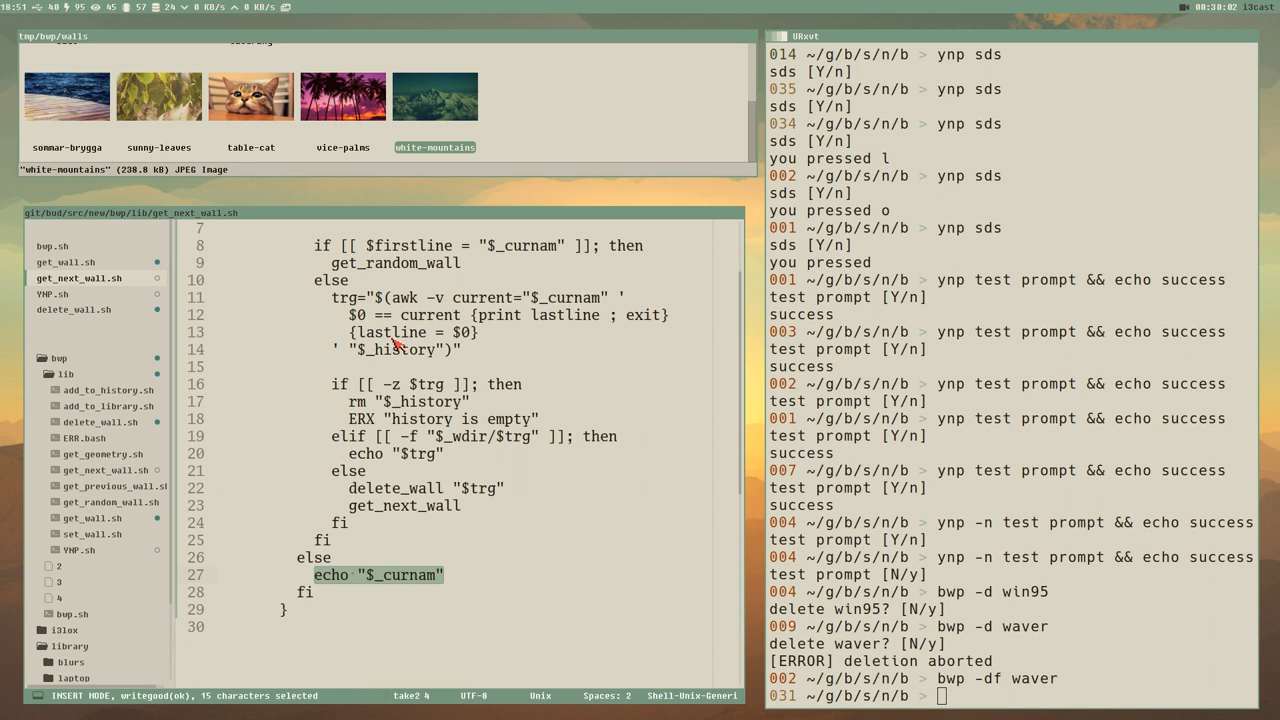 18:51 40 95 45 57 24 0 KB/s 0 KB/s
00:30:02 i3cast
tmp/bwp/walls
sommar-brygga sunny-leaves table-cat vice-palms white-mountains
"white-mountains" (238.8 kB) JPEG Image
git/bud/src/new/bwp/lib/get_next_wall.sh
bwp.sh
get_wall.sh
get_next_wall.sh
YNP.sh
delete_wall.sh
bwp
lib
add_to_history.sh
add_to_library.sh
delete_wall.sh
ERR.bash
get_geometry.sh
get_next_wall.sh
get_previous_wall.sh
get_random_wall.sh
get_wall.sh
set_wall.sh
YNP.sh
2
3
4
bwp.sh
i3lox
library
blurs
laptop
7
8 if [[ $firstline = "$_curnam" ]]; then
9 get_random_wall
10 else
11 trg="$(awk -v current="$_curnam" '
12 $0 == current {print lastline ; exit}
13 {lastline = $0}
14 ' "$_history")"
15
16 if [[ -z $trg ]]; then
17 rm "$_history"
18 ERX "history is empty"
19 elif [[ -f "$_wdir/$trg" ]]; then
20 echo "$trg"
21 else
22 delete_wall "$trg"
23 get_next_wall
24 fi
25 fi
26 else
27 echo "$_curnam"
28 fi
29 }
30
INSERT MODE, writegood(ok), 15 characters selected take2 4 UTF-8 Unix Spaces: 2 Shell-Unix-Generi
URxvt
014 ~/g/b/s/n/b > ynp sds
sds [Y/n]
035 ~/g/b/s/n/b > ynp sds
sds [Y/n]
034 ~/g/b/s/n/b > ynp sds
sds [Y/n]
you pressed l
002 ~/g/b/s/n/b > ynp sds
sds [Y/n]
you pressed o
001 ~/g/b/s/n/b > ynp sds
sds [Y/n]
you pressed
001 ~/g/b/s/n/b > ynp test prompt && echo success
test prompt [Y/n]
success
003 ~/g/b/s/n/b > ynp test prompt && echo success
test prompt [Y/n]
success
002 ~/g/b/s/n/b > ynp test prompt && echo success
test prompt [Y/n]
001 ~/g/b/s/n/b > ynp test prompt && echo success
test prompt [Y/n]
success
007 ~/g/b/s/n/b > ynp test prompt && echo success
test prompt [Y/n]
success
004 ~/g/b/s/n/b > ynp -n test prompt && echo success
test prompt [Y/n]
004 ~/g/b/s/n/b > ynp -n test prompt && echo success
test prompt [N/y]
004 ~/g/b/s/n/b > bwp -d win95
delete win95? [N/y]
009 ~/g/b/s/n/b > bwp -d waver
delete waver? [N/y]
[ERROR] deletion aborted
002 ~/g/b/s/n/b > bwp -df waver
031 ~/g/b/s/n/b >